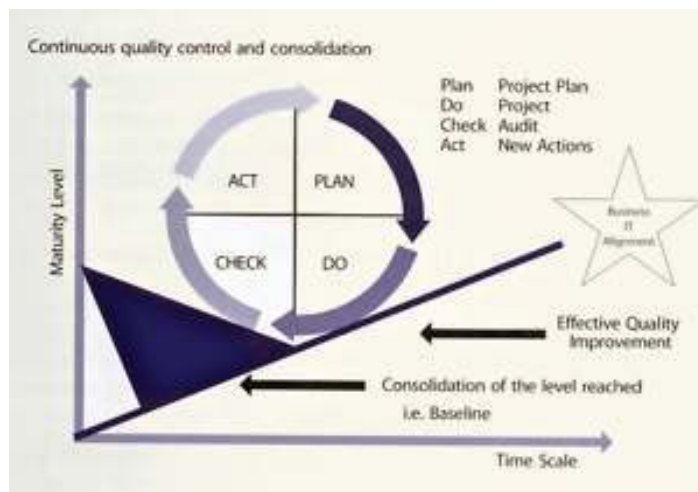 Continuous quality control and consolidation
Plan Project Plan
Do Project
Check Audit
Act New Actions
Maturity Level
ACT PLAN
CHECK DO
Business
IT
Alignment
Effective Quality
Improvement
Consolidation of the level reached
i.e. Baseline
Time Scale